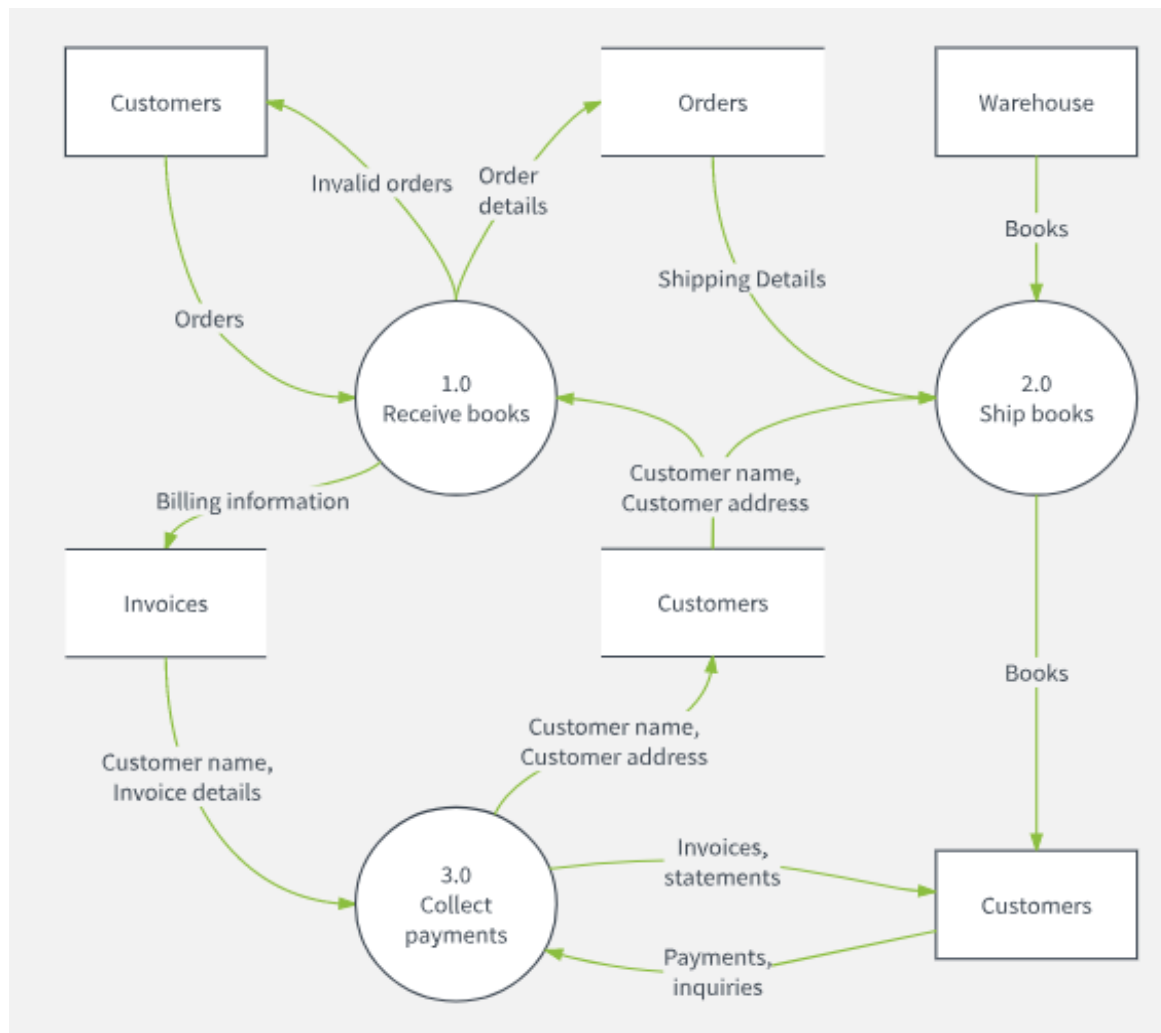 Customers
Orders
Warehouse
Invalid orders
Order
details
Books
Shipping Details
Orders
1.0
Receive books
2.0
Ship books
Customer name,
Customer address
Billing information
Invoices
Customers
Books
Customer name,
Customer address
Customer name,
Invoice details
Invoices,
statements
3.0
Collect
payments
Customers
Payments,
inquiries